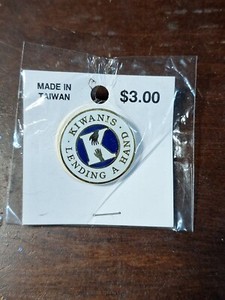 MADE IN
TAIWAN
$3.00
· KIWANIS ·
LENDING A HAND
K